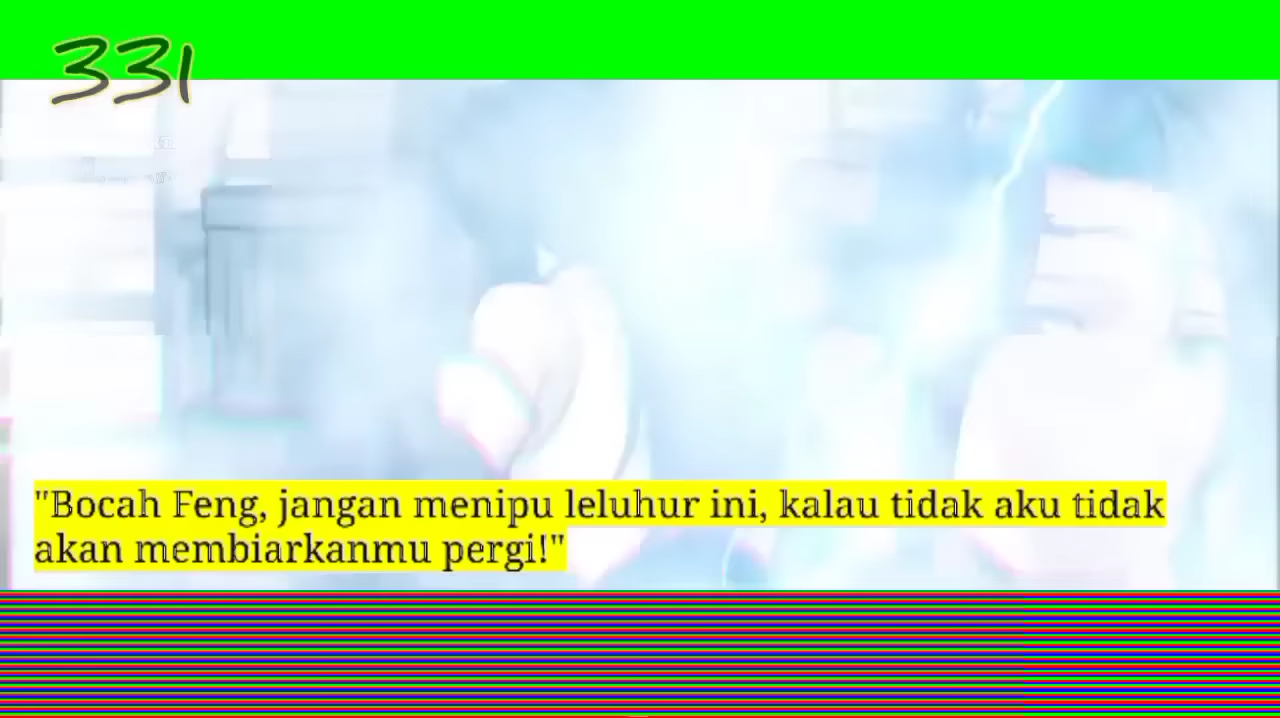 331
"Bocah Feng, jangan menipu leluhur ini, kalau tidak aku tidak
akan membiarkanmu pergi!"